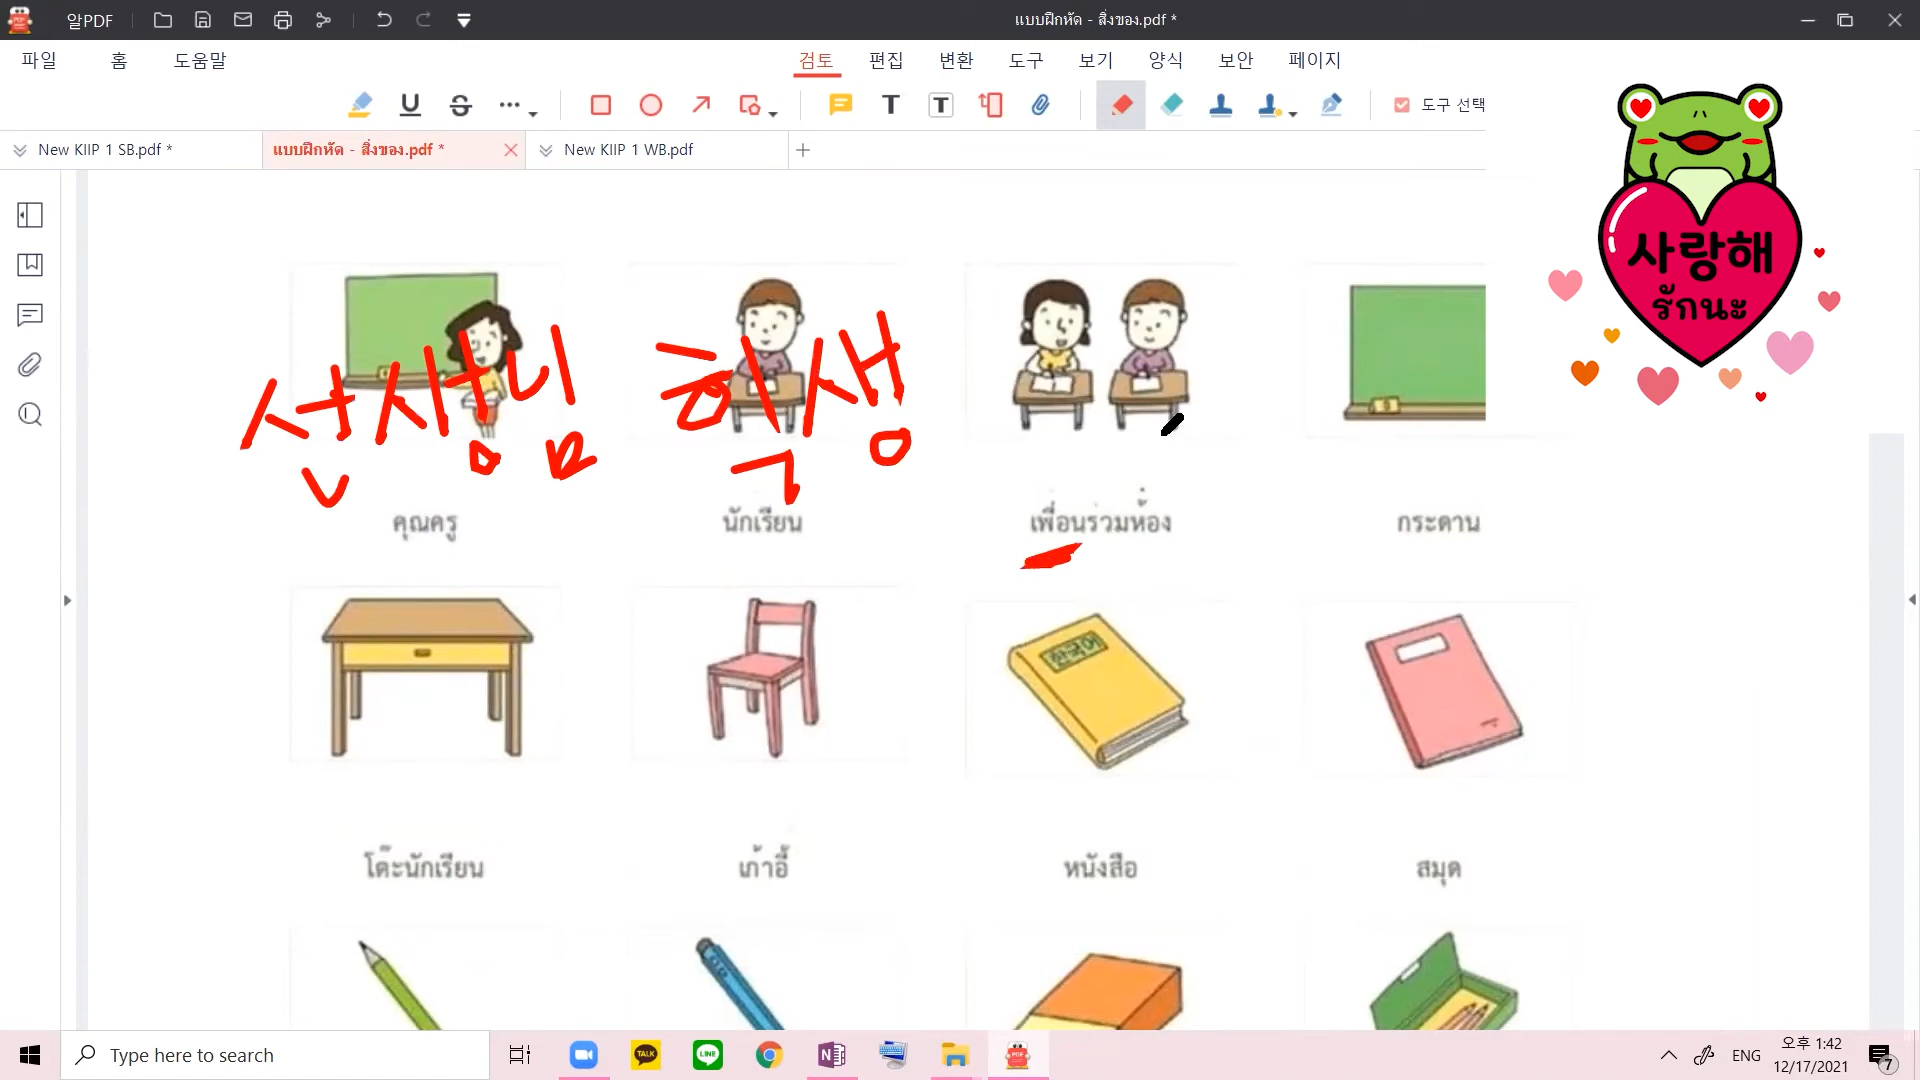 알PDF
แบบฝึกหัด - สิ่งของ.pdf *
파일 홈 도움말 검토 편집 변환 도구 보기 양식 보안 페이지
도구 선택
New KIIP 1 SB.pdf *
แบบฝึกหัด - สิ่งของ.pdf *
New KIIP 1 WB.pdf
사랑해
รักนะ
선생님 학생
คุณครู นักเรียน เพื่อนร่วมห้อง กระดาน
한국어
โต๊ะนักเรียน เก้าอี้ หนังสือ สมุด
Type here to search
TALK
LINE
PDF
ENG
오후 1:42
12/17/2021
7